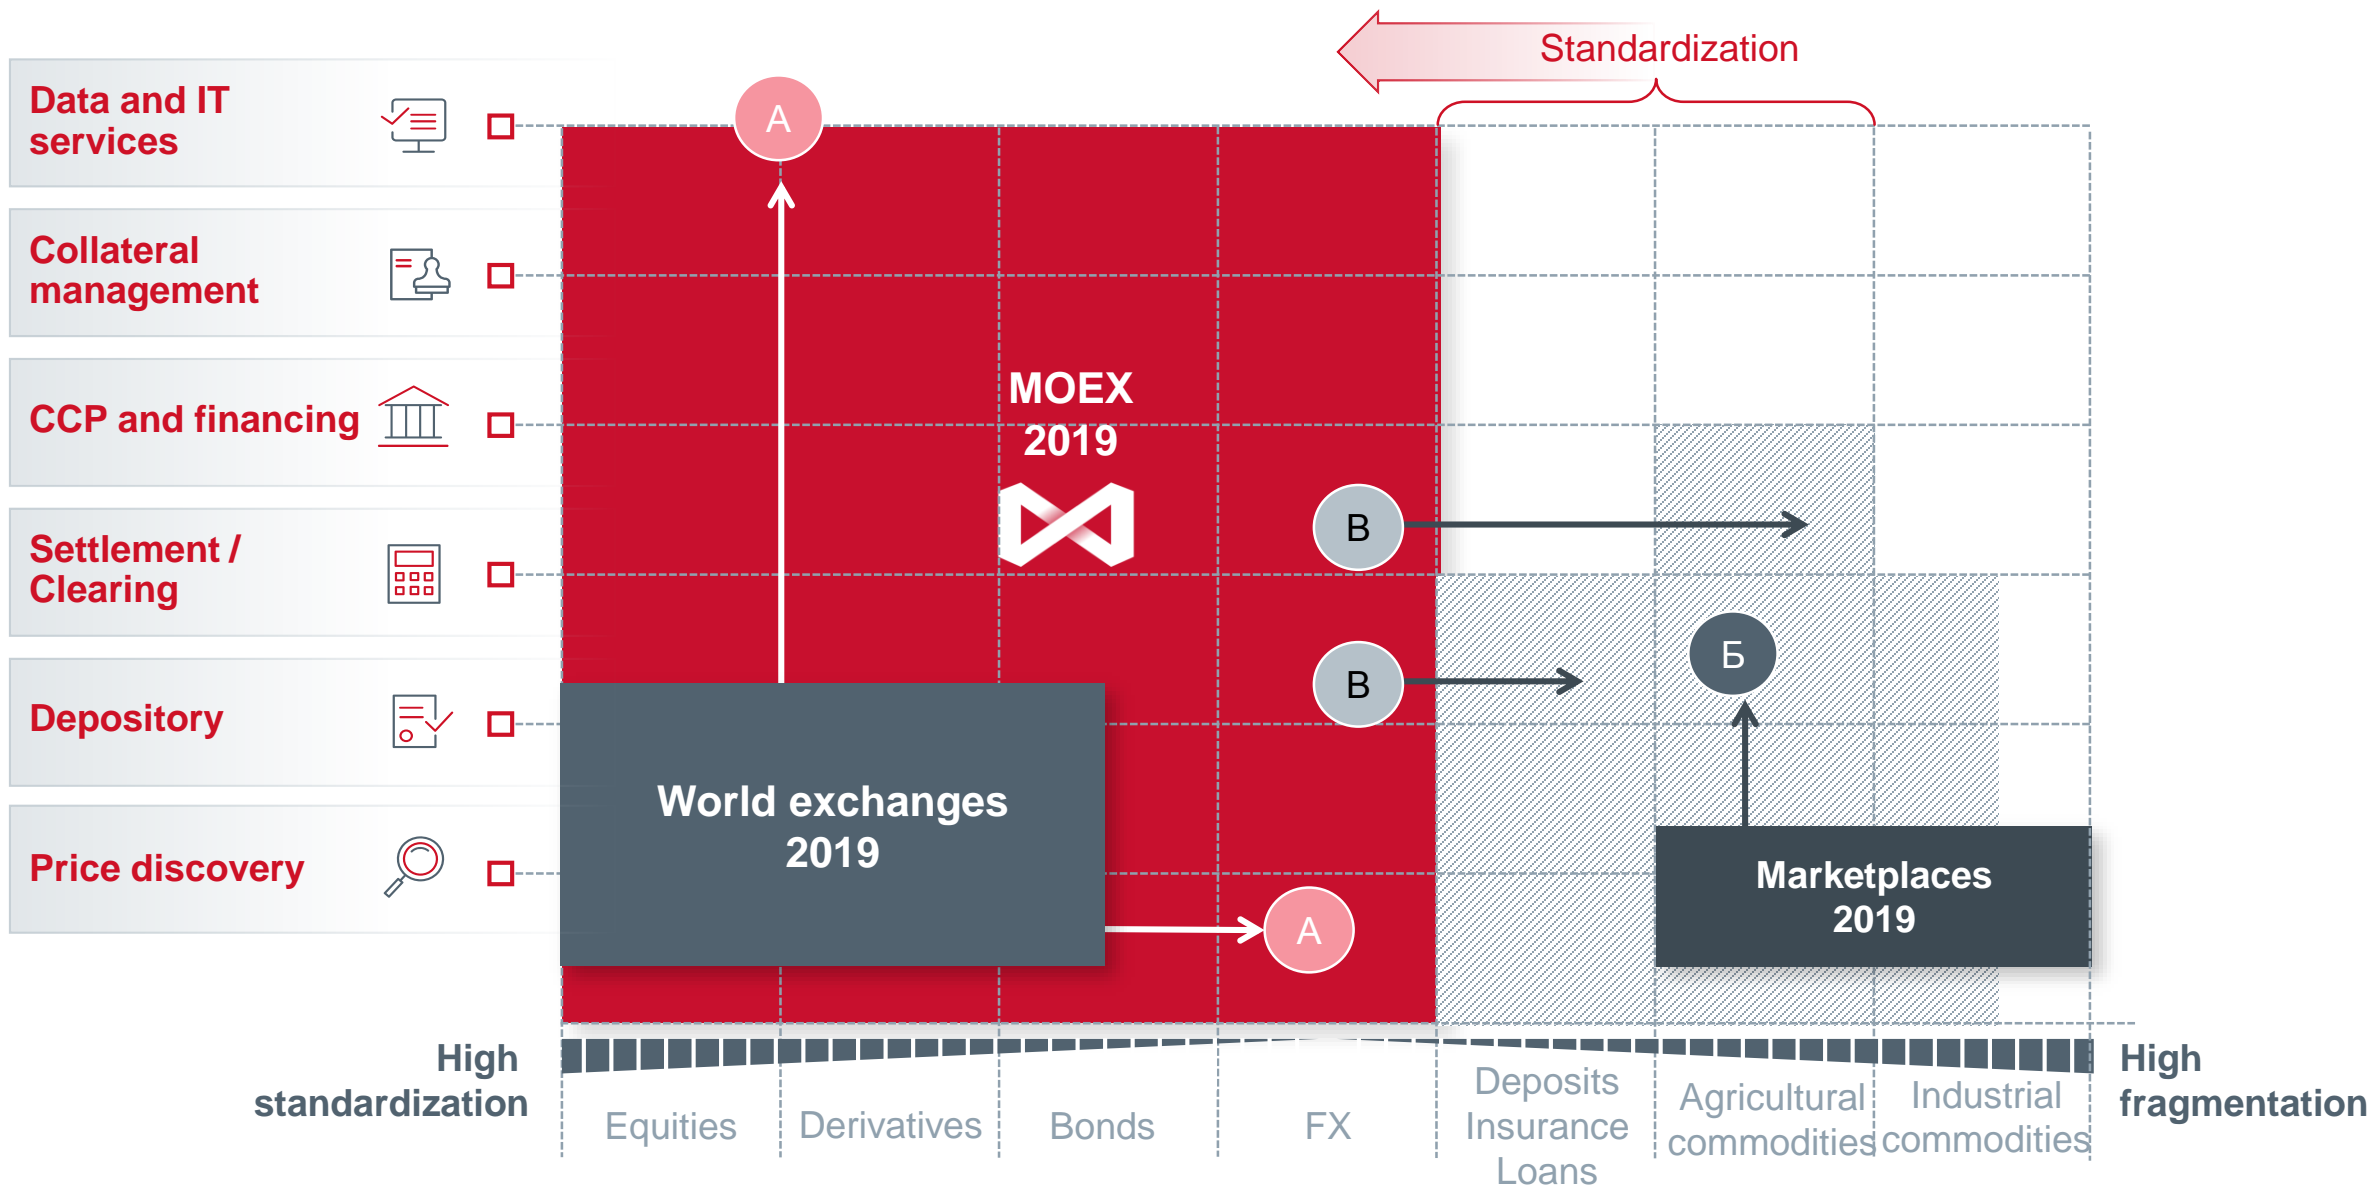 Standardization
Data and IT
services
A
Collateral
management
CCP and financing
MOEX
2019
Settlement /
Clearing
B
B
Б
Depository
World exchanges
2019
Price discovery
Marketplaces
2019
A
High
standardization
High
fragmentation
Equities
Derivatives
Bonds
FX
Deposits
Insurance
Loans
Agricultural
commodities
Industrial
commodities